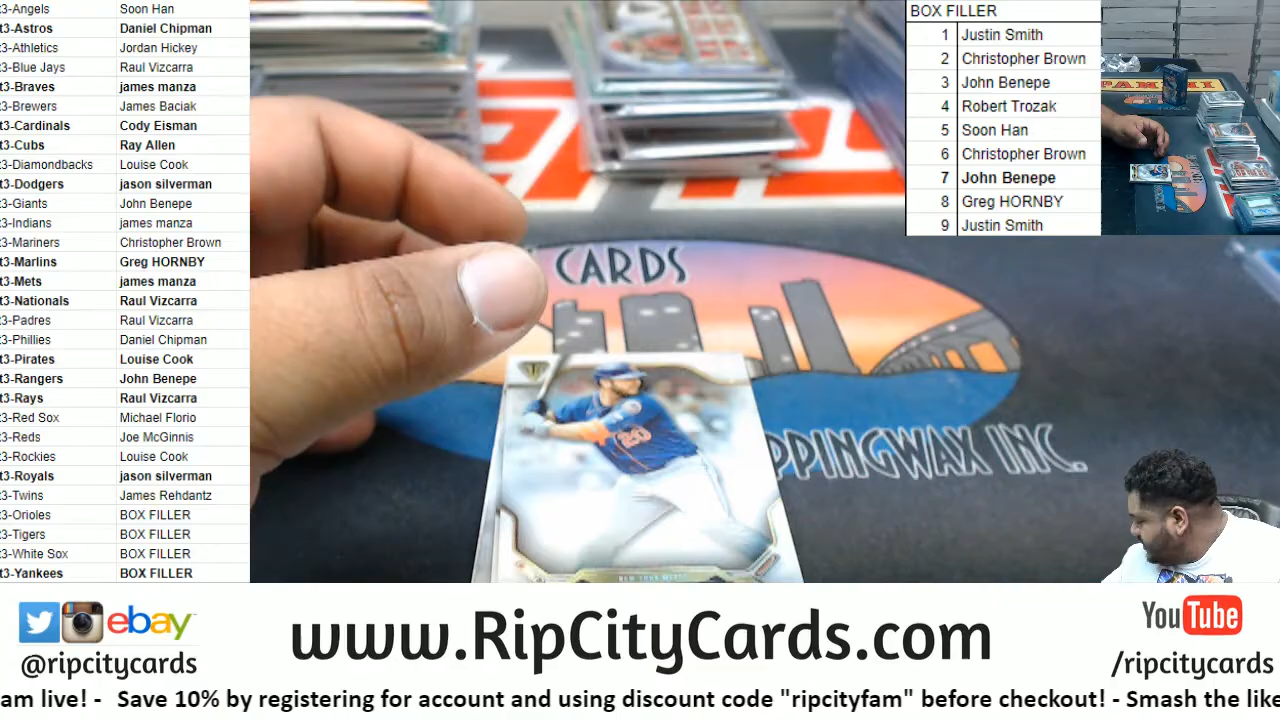 t3-Angels Soon Han
t3-Astros Daniel Chipman
t3-Athletics Jordan Hickey
t3-Blue Jays Raul Vizcarra
t3-Braves james manza
t3-Brewers James Baciak
t3-Cardinals Cody Eisman
t3-Cubs Ray Allen
t3-Diamondbacks Louise Cook
t3-Dodgers jason silverman
t3-Giants John Benepe
t3-Indians james manza
t3-Mariners Christopher Brown
t3-Marlins Greg HORNBY
t3-Mets james manza
t3-Nationals Raul Vizcarra
t3-Padres Raul Vizcarra
t3-Phillies Daniel Chipman
t3-Pirates Louise Cook
t3-Rangers John Benepe
t3-Rays Raul Vizcarra
t3-Red Sox Michael Florio
t3-Reds Joe McGinnis
t3-Rockies Louise Cook
t3-Royals jason silverman
t3-Twins James Rehdantz
t3-Orioles BOX FILLER
t3-Tigers BOX FILLER
t3-White Sox BOX FILLER
t3-Yankees BOX FILLER
BOX FILLER
1 Justin Smith
2 Christopher Brown
3 John Benepe
4 Robert Trozak
5 Soon Han
6 Christopher Brown
7 John Benepe
8 Greg HORNBY
9 Justin Smith
PANINI
CARDS
PPINGWAX INC.
20
NEW YORK METS
ebay
@ripcitycards
www.RipCityCards.com
YouTube
/ripcitycards
am live! - Save 10% by registering for account and using discount code "ripcityfam" before checkout! - Smash the like